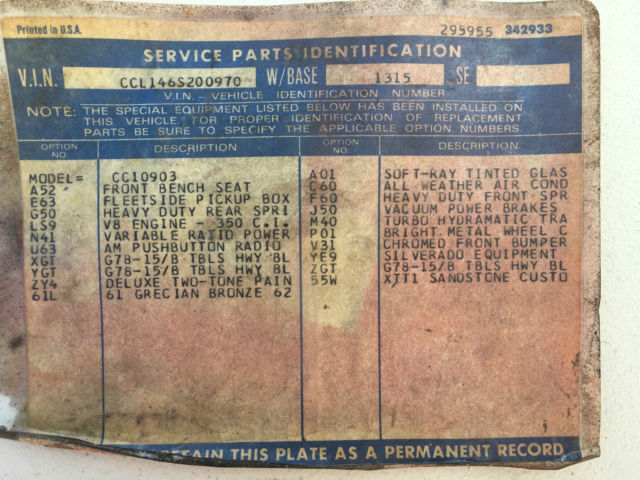 Printed in U.S.A. 295955 342933
SERVICE PARTS IDENTIFICATION
V.I.N. CCL146S200970 W/BASE 1315 SE
V.I.N. – VEHICLE IDENTIFICATION NUMBER
NOTE: THE SPECIAL EQUIPMENT LISTED BELOW HAS BEEN INSTALLED ON
THIS VEHICLE. FOR PROPER IDENTIFICATION OF REPLACEMENT
PARTS BE SURE TO SPECIFY THE APPLICABLE OPTION NUMBERS.
OPTION NO. DESCRIPTION OPTION NO. DESCRIPTION
MODEL= CC10903 A01 SOFT-RAY TINTED GLAS
A52 FRONT BENCH SEAT C60 ALL WEATHER AIR COND
E63 FLEETSIDE PICKUP BOX F60 HEAVY DUTY FRONT SPR
G50 HEAVY DUTY REAR SPRI J50 VACUUM POWER BRAKES
LS9 V8 ENGINE - 350 C.I. M40 TURBO HYDRAMATIC TRA
N41 VARIABLE RATIO POWER P01 BRIGHT METAL WHEEL C
U63 AM PUSHBUTTON RADIO V31 CHROMED FRONT BUMPER
XGT G78-15/B TBLS HWY BL YE9 SILVERADO EQUIPMENT
YGT G78-15/B TBLS HWY BL ZGT G78-15/B TBLS HWY BL
ZY4 DELUXE TWO-TONE PAIN 55W XTT1 SANDSTONE CUSTO
61L 61 GRECIAN BRONZE 62
THIS PLATE AS A PERMANENT RECORD